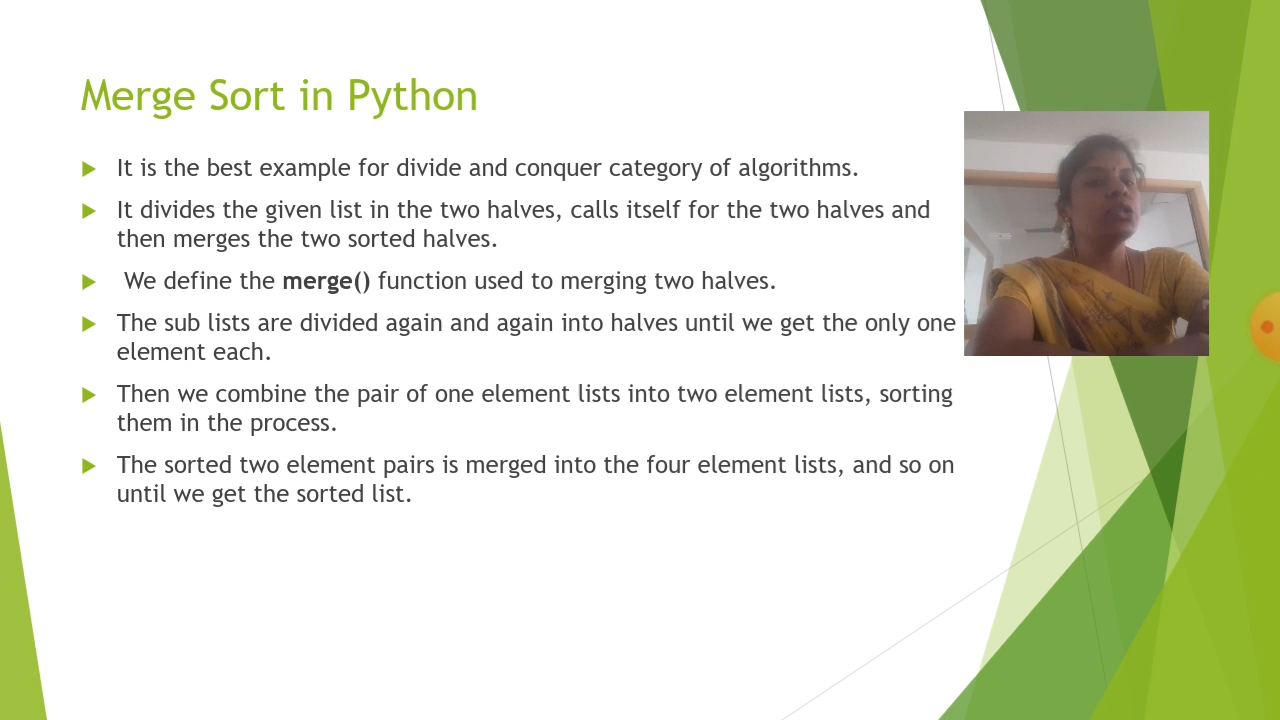 Merge Sort in Python
It is the best example for divide and conquer category of algorithms.
It divides the given list in the two halves, calls itself for the two halves and
then merges the two sorted halves.
We define the merge() function used to merging two halves.
The sub lists are divided again and again into halves until we get the only one
element each.
Then we combine the pair of one element lists into two element lists, sorting
them in the process.
The sorted two element pairs is merged into the four element lists, and so on
until we get the sorted list.